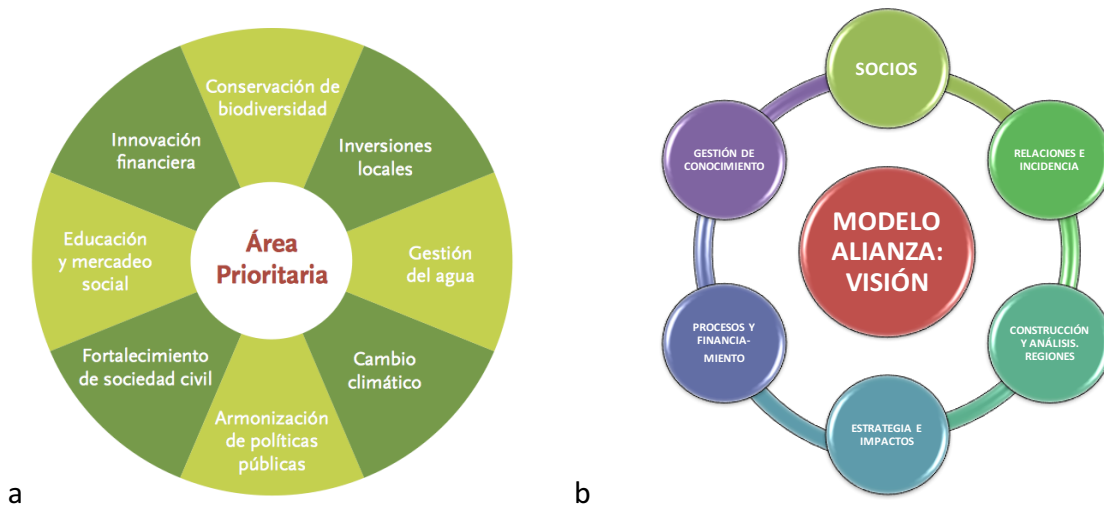 Conservación de
biodiversidad
Inversiones
locales
Gestión
del agua
Cambio
climático
Armonización
de políticas
públicas
Fortalecimiento
de sociedad civil
Educación
y mercadeo
social
Innovación
financiera
Área
Prioritaria
a
SOCIOS
RELACIONES E
INCIDENCIA
CONSTRUCCIÓN
Y ANÁLISIS.
REGIONES
ESTRATEGIA E
IMPACTOS
PROCESOS Y
FINANCIA-
MIENTO
GESTIÓN DE
CONOCIMIENTO
MODELO
ALIANZA:
VISIÓN
b